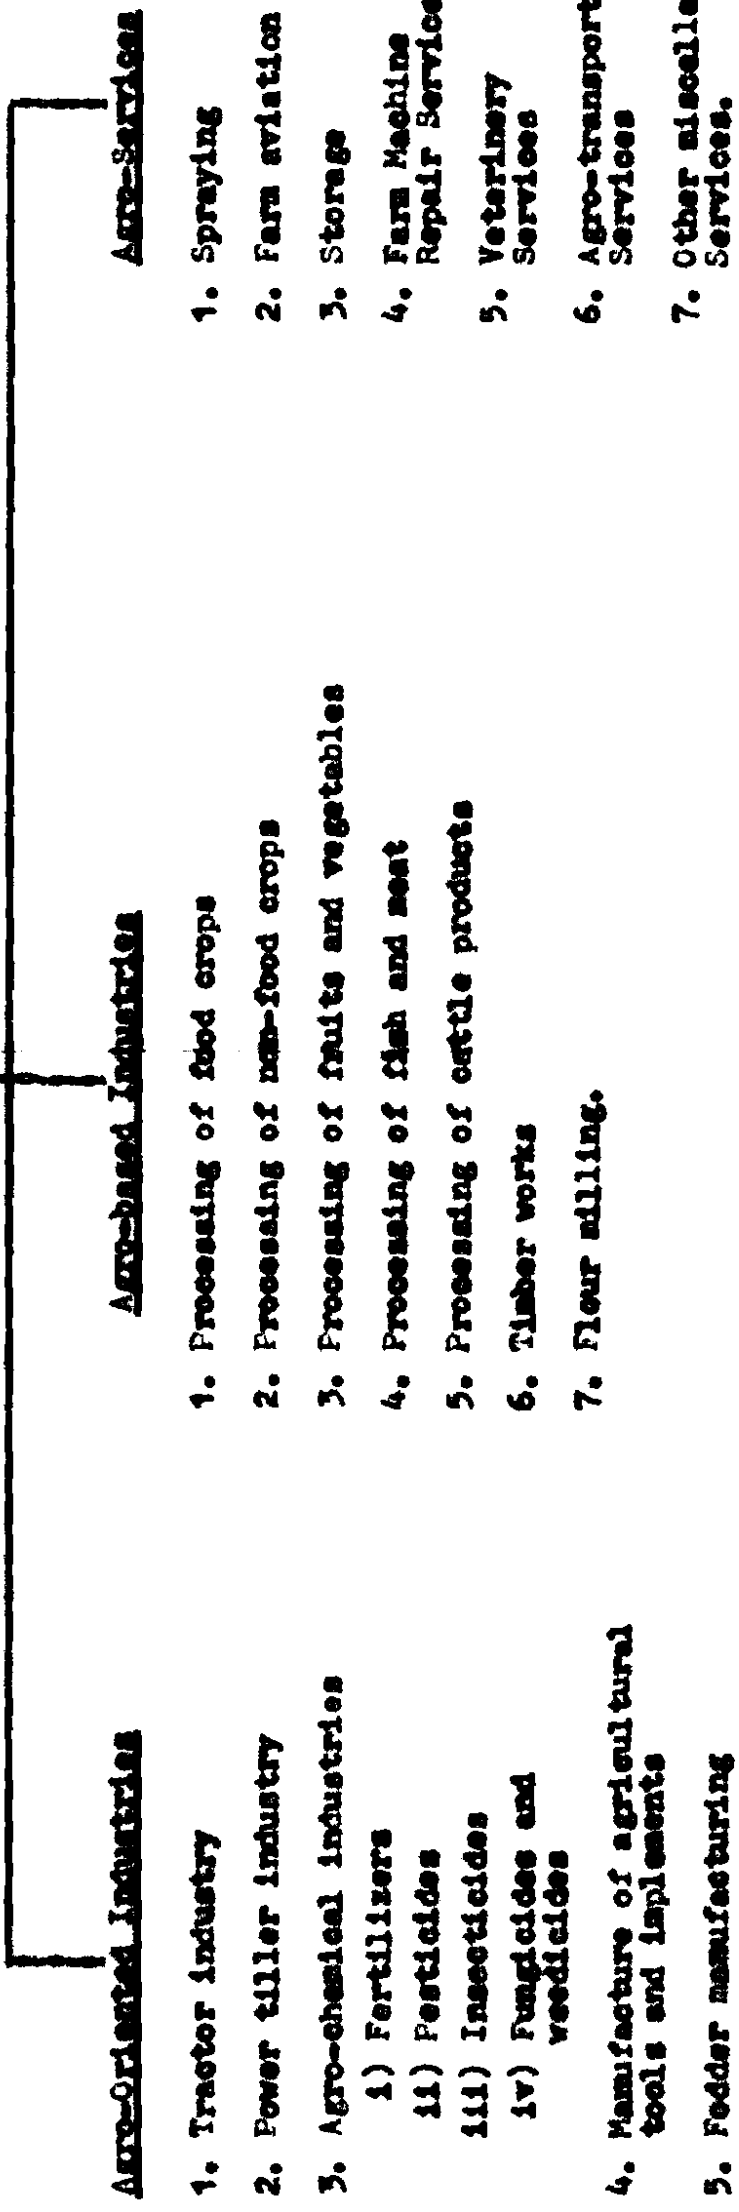 Agro-Oriented Industries
1. Tractor industry
2. Power tiller industry
3. Agro-chemical industries
i) Fertilizers
ii) Pesticides
iii) Insecticides
iv) Fungicides and
weedicides
4. Manufacture of agricultural
tools and implements
5. Fodder manufacturing
Agro-based Industries
1. Processing of food crops
2. Processing of non-food crops
3. Processing of fruits and vegetables
4. Processing of fish and meat
5. Processing of cattle products
6. Timber works
7. Flour milling.
Agro-Services
1. Spraying
2. Farm aviation
3. Storage
4. Farm Machine
Repair Service
5. Veterinery
Services
6. Agro-transport
Services
7. Other miscella
Services.